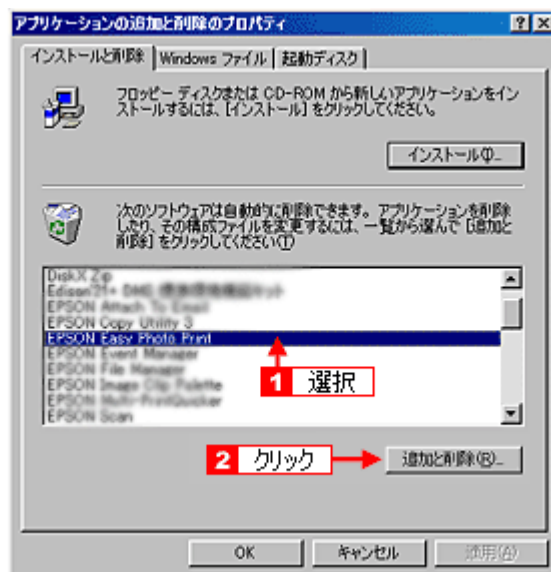 アプリケーションの追加と削除のプロパティ
インストールと削除 Windows ファイル 起動ディスク
フロッピー ディスクまたは CD-ROM から新しいアプリケーションをイン
ストールするには、[インストール] をクリックしてください。
インストール(I)...
次のソフトウェアは自動的に削除できます。アプリケーションを削除
したり、その構成ファイルを変更するには、一覧から選んで [追加と
削除] をクリックしてください(T)
DiskX Zip
Edison'21+
EPSON Attach To Email
EPSON Copy Utility 3
EPSON Easy Photo Print
EPSON Event Manager
EPSON File Manager
EPSON Image Clip Palette
EPSON Multi-PrintQuicker
EPSON Scan
1 選択
2 クリック
追加と削除(R)...
OK キャンセル 適用(A)